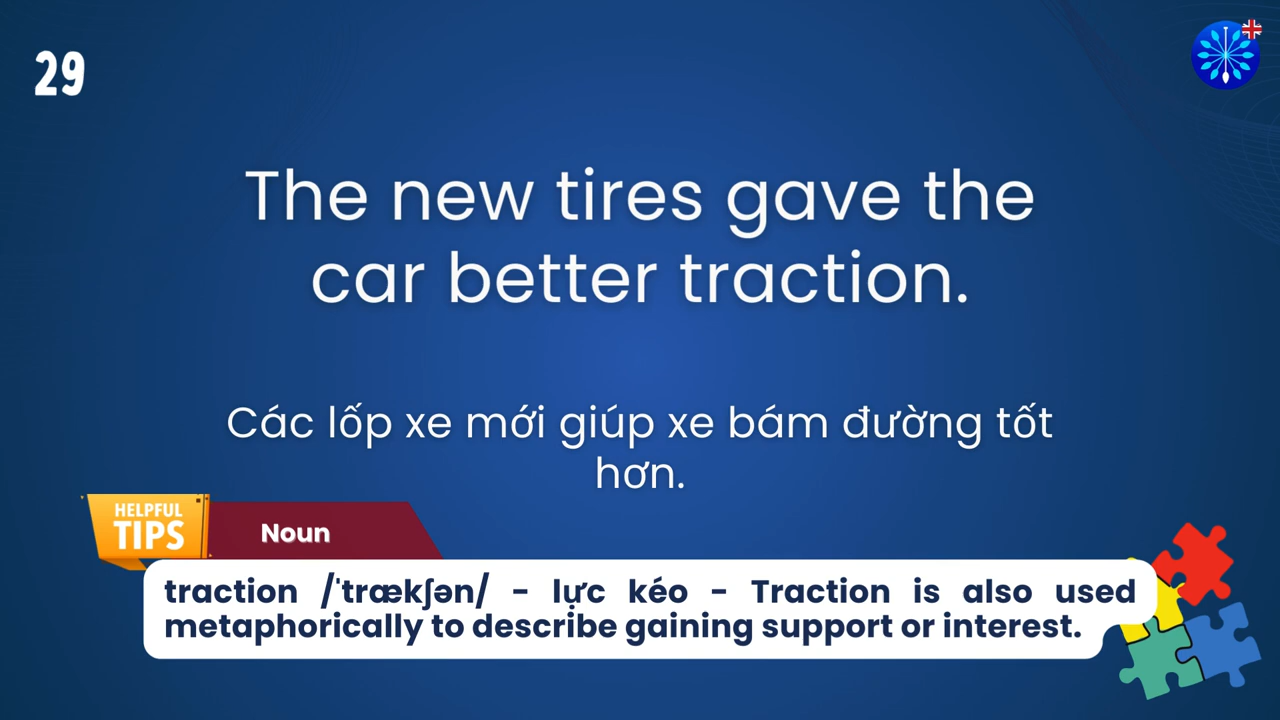 29
The new tires gave the
car better traction.
Các lốp xe mới giúp xe bám đường tốt
hơn.
HELPFUL
TIPS
Noun
traction /ˈtrækʃən/ - lực kéo - Traction is also used
metaphorically to describe gaining support or interest.